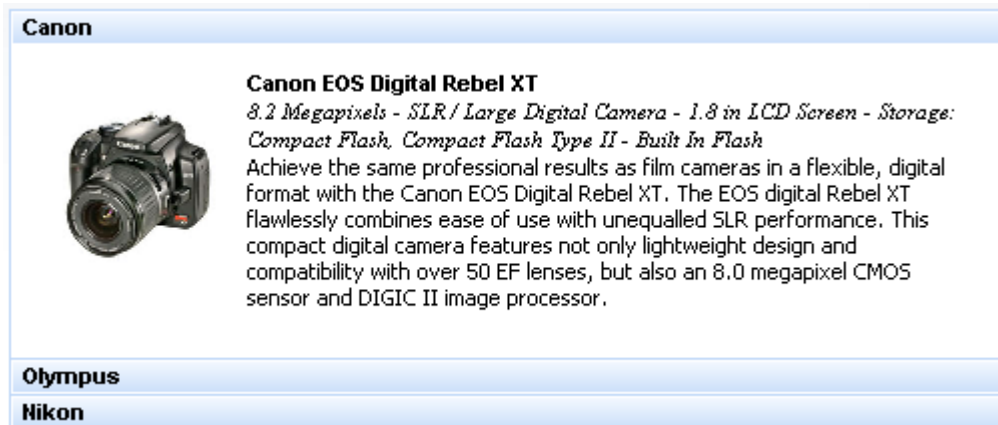 Canon
Canon EOS Digital Rebel XT
8.2 Megapixels - SLR / Large Digital Camera - 1.8 in LCD Screen - Storage:
Compact Flash, Compact Flash Type II - Built In Flash
Achieve the same professional results as film cameras in a flexible, digital
format with the Canon EOS Digital Rebel XT. The EOS digital Rebel XT
flawlessly combines ease of use with unequalled SLR performance. This
compact digital camera features not only lightweight design and
compatibility with over 50 EF lenses, but also an 8.0 megapixel CMOS
sensor and DIGIC II image processor.
Canon
Olympus
Nikon